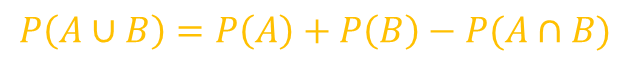 P(A ∪ B) = P(A) + P(B) − P(A ∩ B)